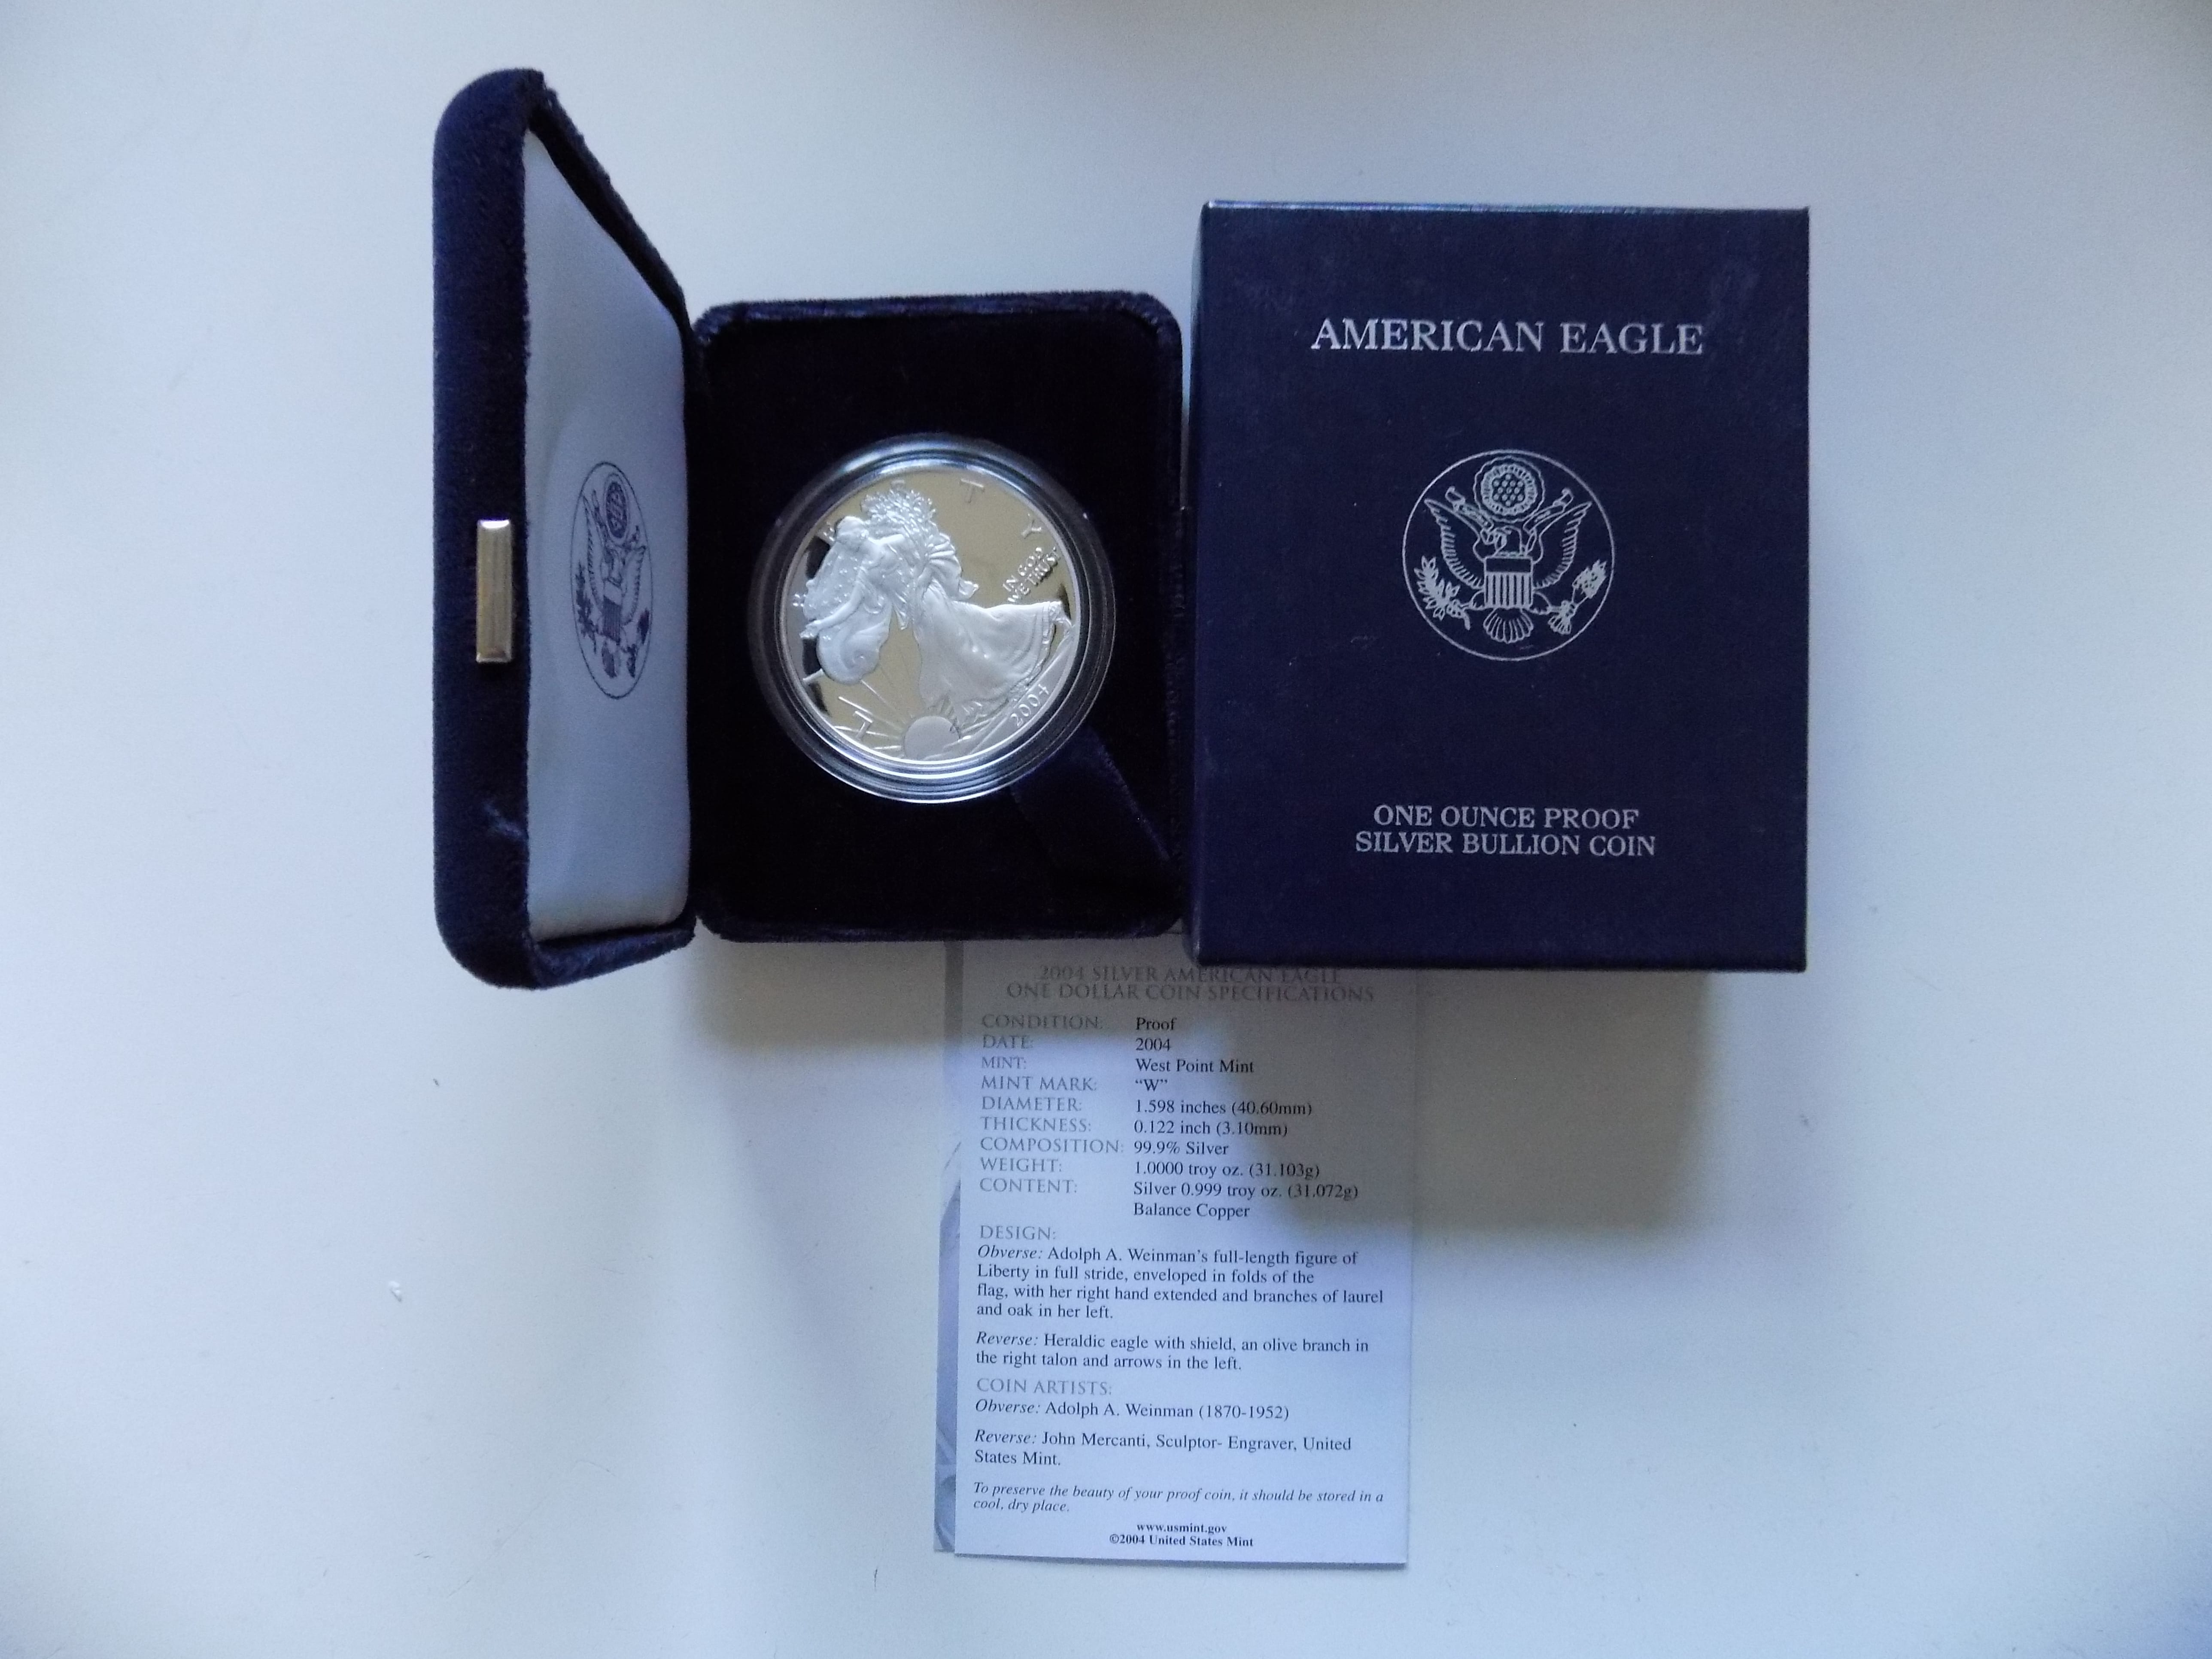 T Y
IN GOD
WE TRUST
2004
AMERICAN EAGLE
ONE OUNCE PROOF
SILVER BULLION COIN
2004 SILVER AMERICAN EAGLE
ONE DOLLAR COIN SPECIFICATIONS
CONDITION: Proof
DATE: 2004
MINT: West Point Mint
MINT MARK: “W”
DIAMETER: 1.598 inches (40.60mm)
THICKNESS: 0.122 inch (3.10mm)
COMPOSITION: 99.9% Silver
WEIGHT: 1.0000 troy oz. (31.103g)
CONTENT: Silver 0.999 troy oz. (31.072g)
Balance Copper
DESIGN:
Obverse: Adolph A. Weinman’s full-length figure of
Liberty in full stride, enveloped in folds of the
flag, with her right hand extended and branches of laurel
and oak in her left.
Reverse: Heraldic eagle with shield, an olive branch in
the right talon and arrows in the left.
COIN ARTISTS:
Obverse: Adolph A. Weinman (1870-1952)
Reverse: John Mercanti, Sculptor- Engraver, United
States Mint.
To preserve the beauty of your proof coin, it should be stored in a
cool, dry place.
www.usmint.gov
©2004 United States Mint